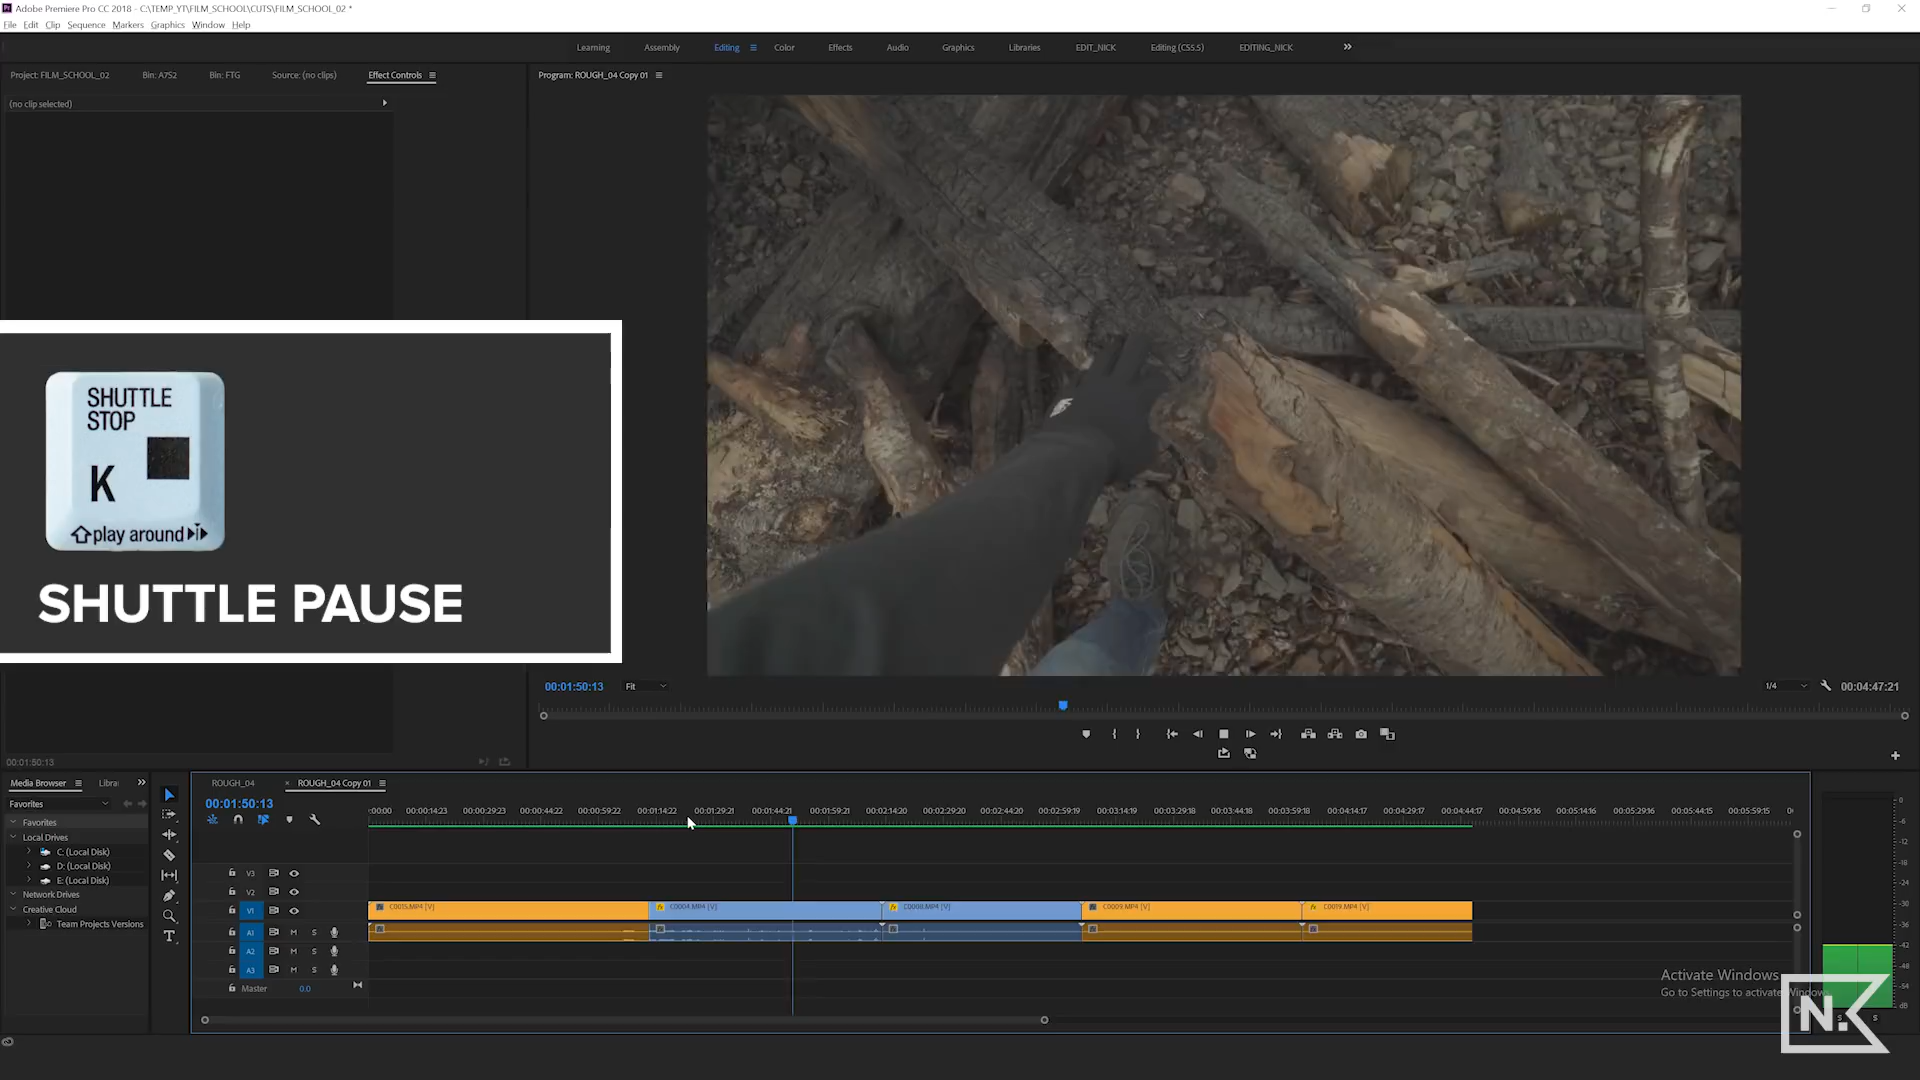 Adobe Premiere Pro CC 2018 - C:\TEMP_YT\FILM_SCHOOL\CUTS\FILM_SCHOOL_02 *
File Edit Clip Sequence Markers Graphics Window Help
Learning Assembly Editing Color Effects Audio Graphics Libraries EDIT_NICK Editing (CS5.5) EDITING_NICK
Project: FILM_SCHOOL_02 Bin: A7S2 Bin: FTG Source: (no clips) Effect Controls
Program: ROUGH_04 Copy 01
(no clip selected)
SHUTTLE
STOP
K
play around
SHUTTLE PAUSE
00:01:50:13 Fit 1/4 00:04:47:21
00:01:50:13
Media Browser Libra
Favorites
Favorites
Local Drives
C: (Local Disk)
D: (Local Disk)
E: (Local Disk)
Network Drives
Creative Cloud
Team Projects Versions
ROUGH_04 × ROUGH_04 Copy 01
00:01:50:13
:00:00 00:00:14:23 00:00:29:23 00:00:44:22 00:00:59:22 00:01:14:22 00:01:29:21 00:01:44:21 00:01:59:21 00:02:14:20 00:02:29:20 00:02:44:20 00:02:59:19 00:03:14:19 00:03:29:18 00:03:44:18 00:03:59:18 00:04:14:17 00:04:29:17 00:04:44:17 00:04:59:16 00:05:14:16 00:05:29:16 00:05:44:15 00:05:59:15
V3
V2
V1 C0015.MP4 [V] C0004.MP4 [V] C0008.MP4 [V] C0009.MP4 [V] C0019.MP4 [V]
A1 M S
A2 M S
A3 M S
Master 0.0
0
-6
-12
-18
-24
-30
-36
-42
-48
-54
dB
S S
Activate Windows
Go to Settings to activate Windows.
N.K